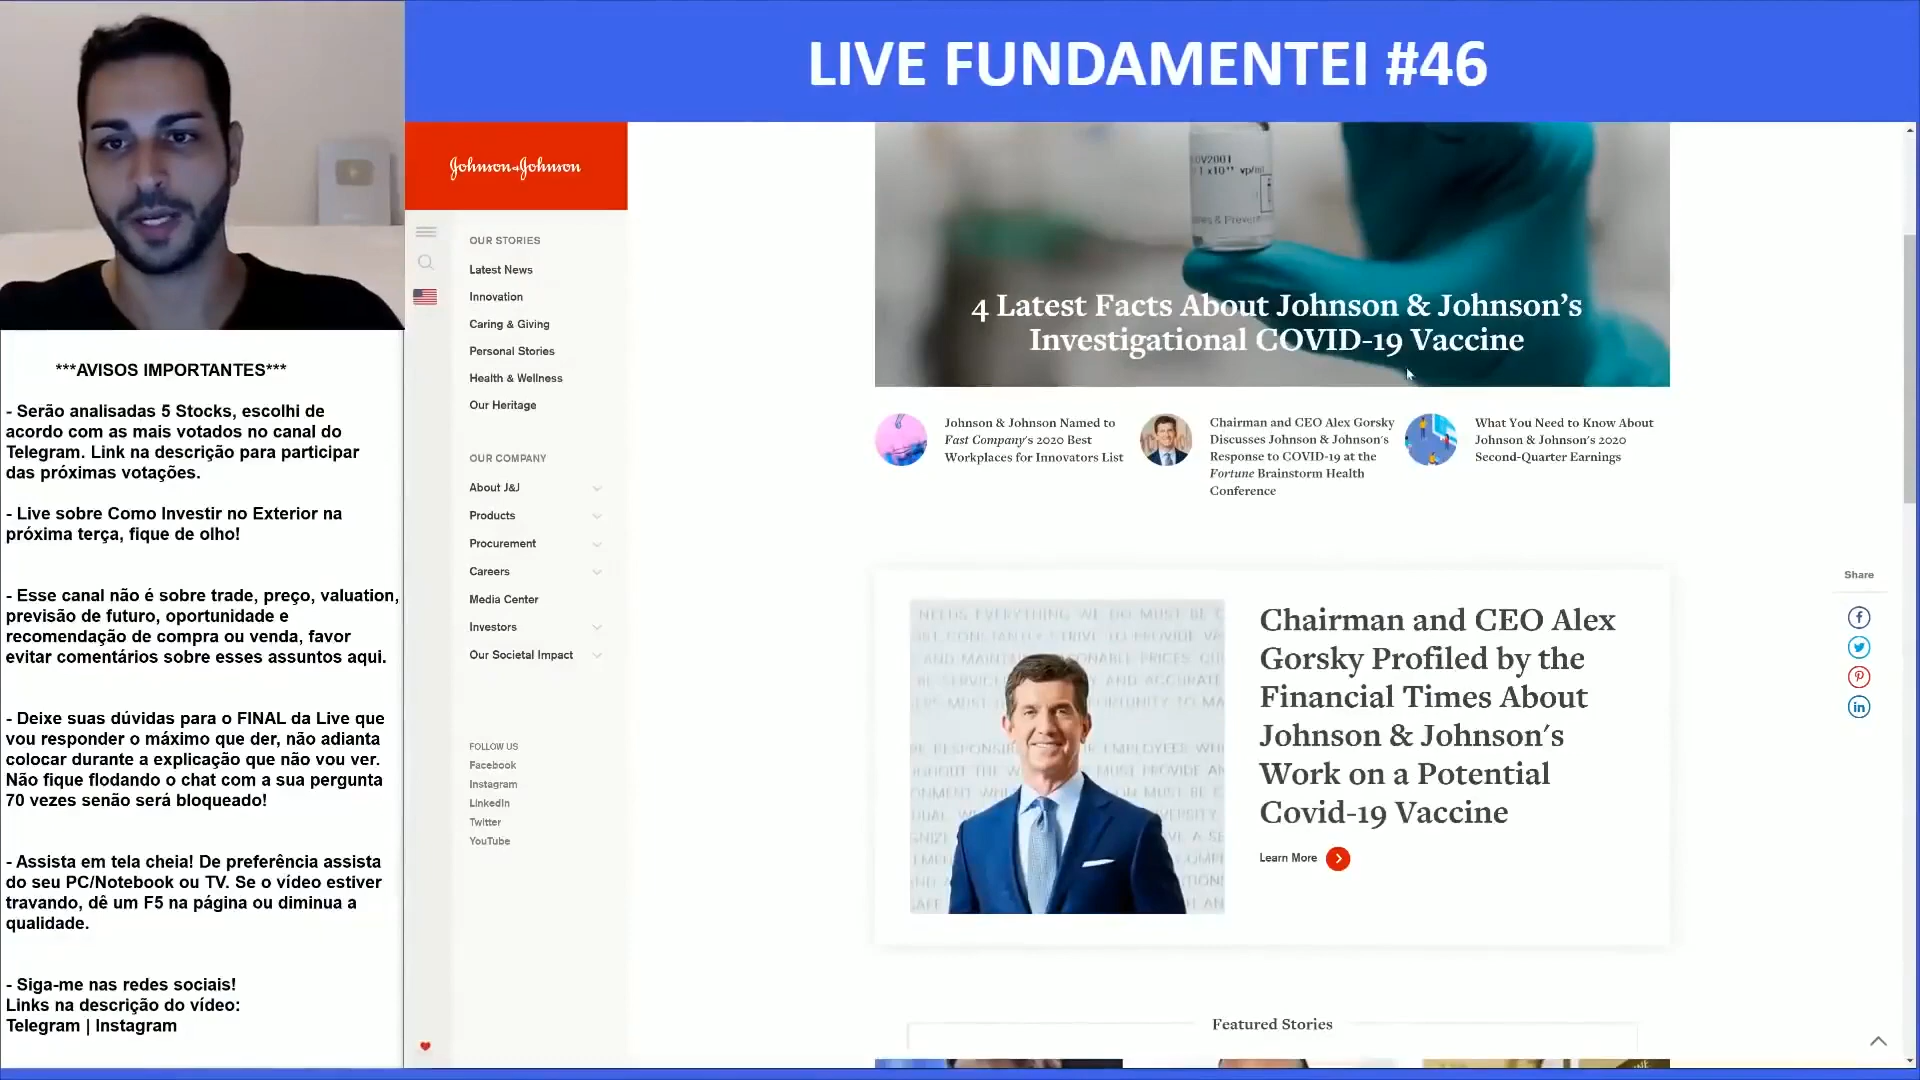 LIVE FUNDAMENTEI #46
***AVISOS IMPORTANTES***
- Serão analisadas 5 Stocks, escolhi de
acordo com as mais votados no canal do
Telegram. Link na descrição para participar
das próximas votações.
- Live sobre Como Investir no Exterior na
próxima terça, fique de olho!
- Esse canal não é sobre trade, preço, valuation,
previsão de futuro, oportunidade e
recomendação de compra ou venda, favor
evitar comentários sobre esses assuntos aqui.
- Deixe suas dúvidas para o FINAL da Live que
vou responder o máximo que der, não adianta
colocar durante a explicação que não vou ver.
Não fique flodando o chat com a sua pergunta
70 vezes senão será bloqueado!
- Assista em tela cheia! De preferência assista
do seu PC/Notebook ou TV. Se o vídeo estiver
travando, dê um F5 na página ou diminua a
qualidade.
- Siga-me nas redes sociais!
Links na descrição do vídeo:
Telegram | Instagram
Johnson & Johnson
OUR STORIES
Latest News
Innovation
Caring & Giving
Personal Stories
Health & Wellness
Our Heritage
OUR COMPANY
About J&J
Products
Procurement
Careers
Media Center
Investors
Our Societal Impact
FOLLOW US
Facebook
Instagram
LinkedIn
Twitter
YouTube
4 Latest Facts About Johnson & Johnson’s
Investigational COVID-19 Vaccine
Johnson & Johnson Named to
Fast Company's 2020 Best
Workplaces for Innovators List
Chairman and CEO Alex Gorsky
Discusses Johnson & Johnson's
Response to COVID-19 at the
Fortune Brainstorm Health
Conference
What You Need to Know About
Johnson & Johnson's 2020
Second-Quarter Earnings
Chairman and CEO Alex
Gorsky Profiled by the
Financial Times About
Johnson & Johnson's
Work on a Potential
Covid-19 Vaccine
Learn More
Share
Featured Stories